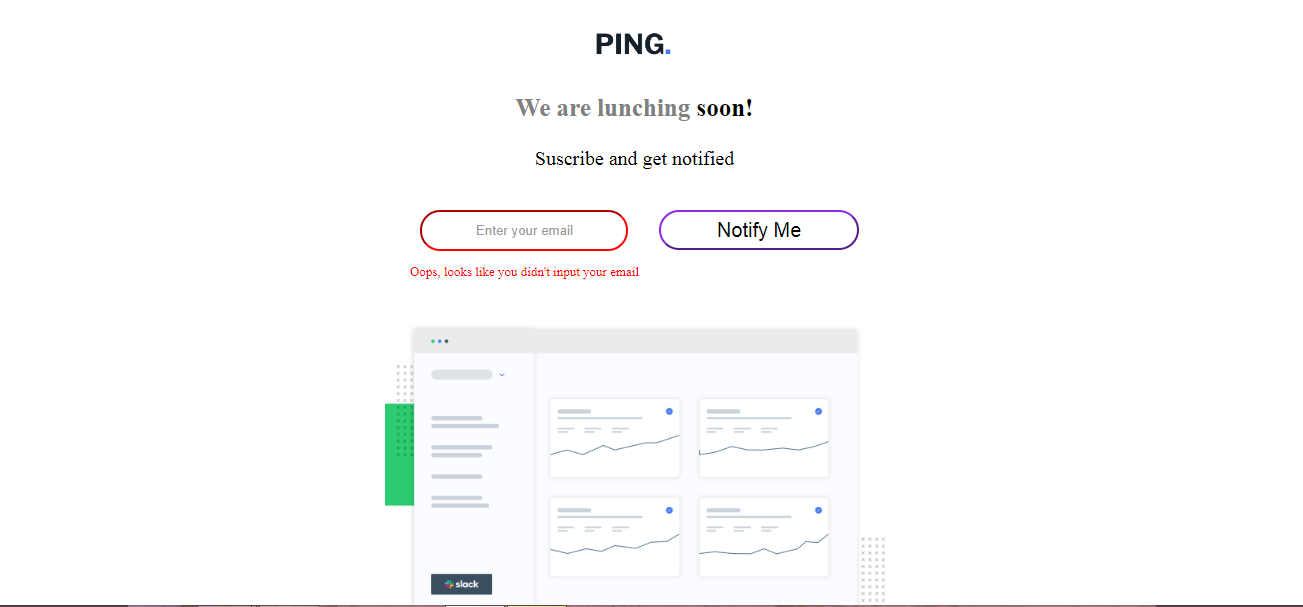 PING.
We are lunching soon!
Suscribe and get notified
Enter your email
Notify Me
Oops, looks like you didn't input your email
slack